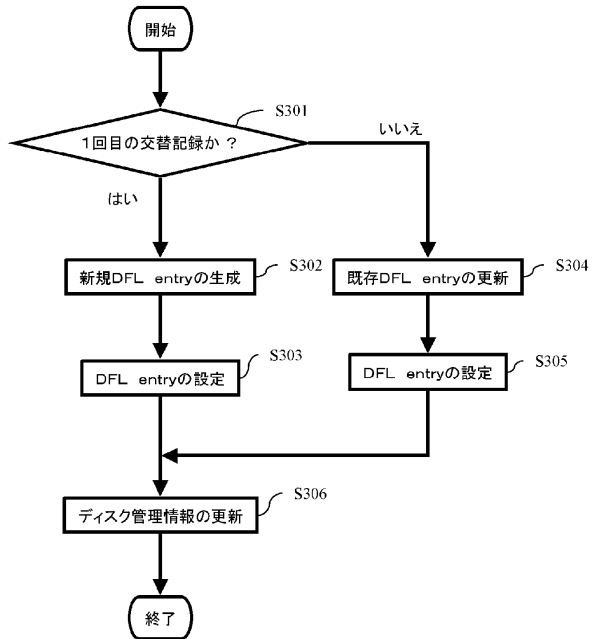 開始
S301
1回目の交替記録か ?
いいえ
はい
新規DFL entryの生成
S302
既存DFL entryの更新
S304
DFL entryの設定
S303
DFL entryの設定
S305
ディスク管理情報の更新
S306
終了